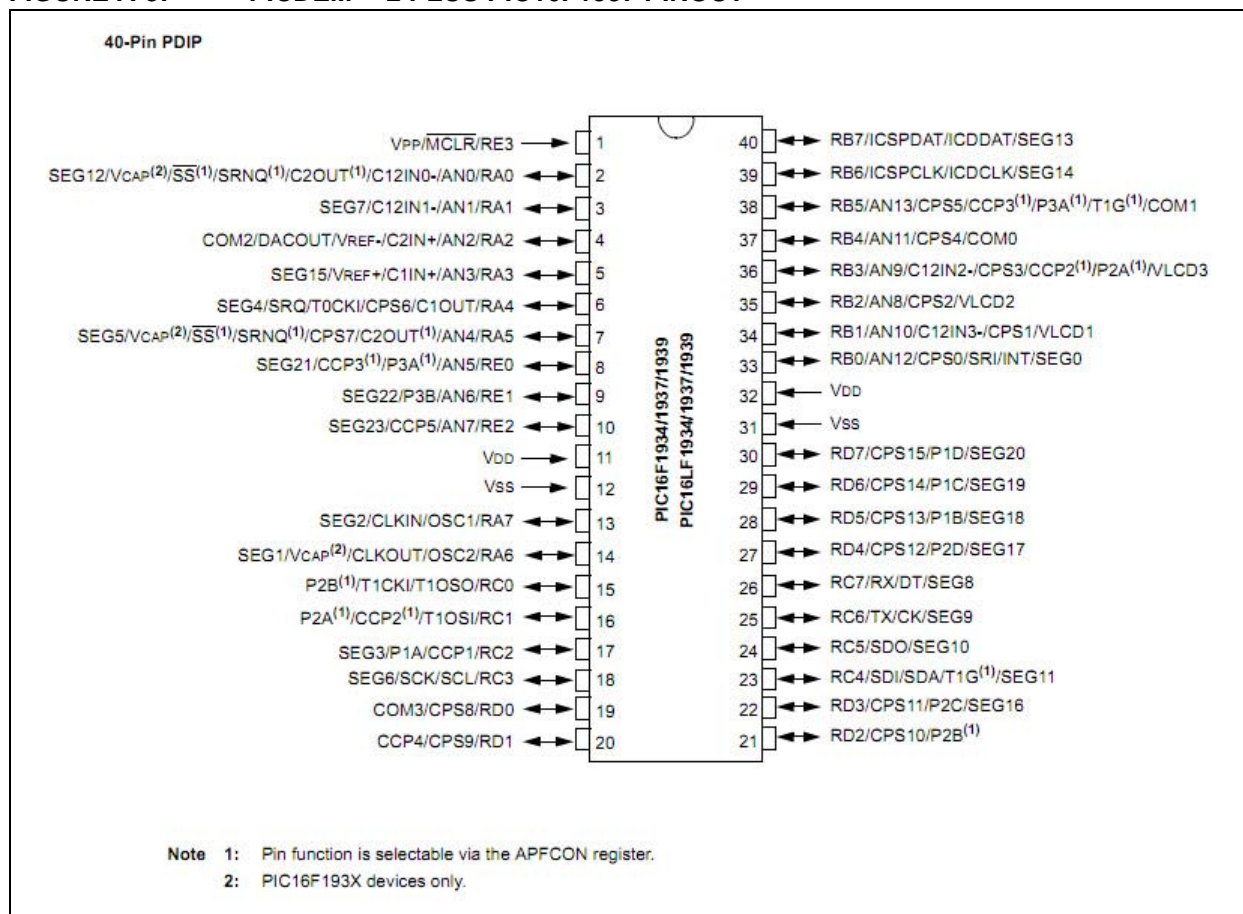 40-Pin PDIP
VPP/MCLR/RE3
1
SEG12/VCAP(2)/SS(1)/SRNQ(1)/C2OUT(1)/C12IN0-/AN0/RA0
2
SEG7/C12IN1-/AN1/RA1
3
COM2/DACOUT/VREF-/C2IN+/AN2/RA2
4
SEG15/VREF+/C1IN+/AN3/RA3
5
SEG4/SRQ/T0CKI/CPS6/C1OUT/RA4
6
SEG5/VCAP(2)/SS(1)/SRNQ(1)/CPS7/C2OUT(1)/AN4/RA5
7
SEG21/CCP3(1)/P3A(1)/AN5/RE0
8
SEG22/P3B/AN6/RE1
9
SEG23/CCP5/AN7/RE2
10
VDD
11
VSS
12
SEG2/CLKIN/OSC1/RA7
13
SEG1/VCAP(2)/CLKOUT/OSC2/RA6
14
P2B(1)/T1CKI/T1OSO/RC0
15
P2A(1)/CCP2(1)/T1OSI/RC1
16
SEG3/P1A/CCP1/RC2
17
SEG6/SCK/SCL/RC3
18
COM3/CPS8/RD0
19
CCP4/CPS9/RD1
20
PIC16F1934/1937/1939
PIC16LF1934/1937/1939
40
RB7/ICSPDAT/ICDDAT/SEG13
39
RB6/ICSPCLK/ICDCLK/SEG14
38
RB5/AN13/CPS5/CCP3(1)/P3A(1)/T1G(1)/COM1
37
RB4/AN11/CPS4/COM0
36
RB3/AN9/C12IN2-/CPS3/CCP2(1)/P2A(1)/VLCD3
35
RB2/AN8/CPS2/VLCD2
34
RB1/AN10/C12IN3-/CPS1/VLCD1
33
RB0/AN12/CPS0/SRI/INT/SEG0
32
VDD
31
VSS
30
RD7/CPS15/P1D/SEG20
29
RD6/CPS14/P1C/SEG19
28
RD5/CPS13/P1B/SEG18
27
RD4/CPS12/P2D/SEG17
26
RC7/RX/DT/SEG8
25
RC6/TX/CK/SEG9
24
RC5/SDO/SEG10
23
RC4/SDI/SDA/T1G(1)/SEG11
22
RD3/CPS11/P2C/SEG16
21
RD2/CPS10/P2B(1)
Note 1: Pin function is selectable via the APFCON register.
2: PIC16F193X devices only.